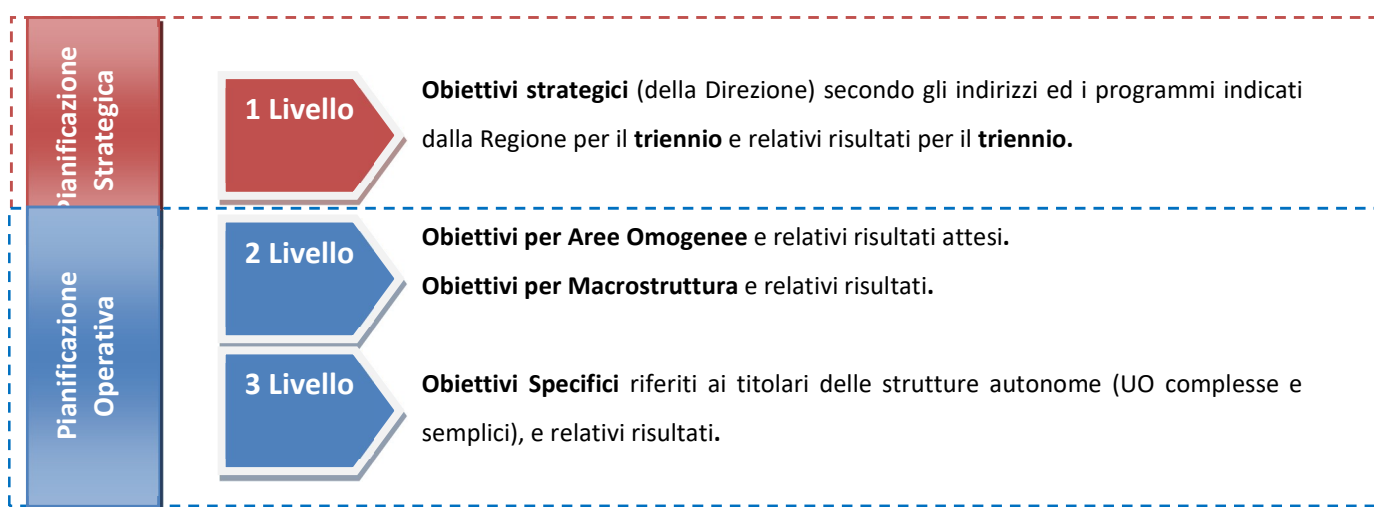 Pianificazione
Strategica
1 Livello
Obiettivi strategici (della Direzione) secondo gli indirizzi ed i programmi indicati
dalla Regione per il triennio e relativi risultati per il triennio.
Pianificazione
Operativa
2 Livello
Obiettivi per Aree Omogenee e relativi risultati attesi.
Obiettivi per Macrostruttura e relativi risultati.
3 Livello
Obiettivi Specifici riferiti ai titolari delle strutture autonome (UO complesse e
semplici), e relativi risultati.